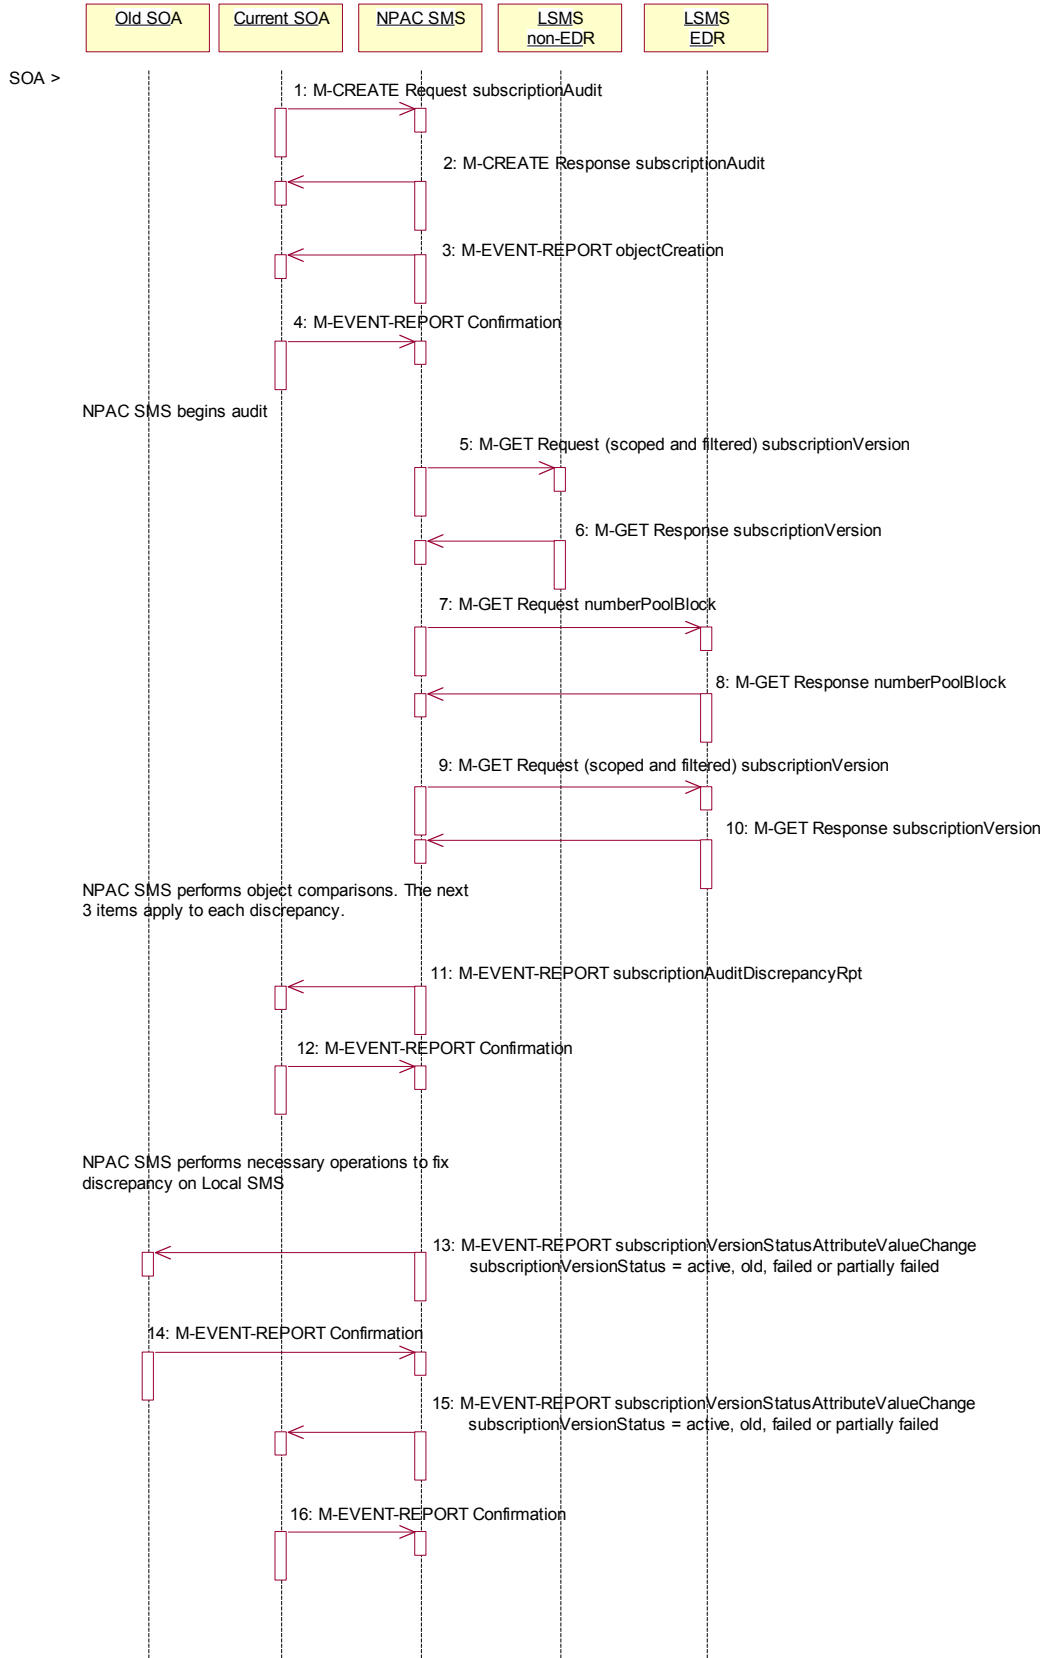 Old SOA
Current SOA
NPAC SMS
LSMS
non-EDR
LSMS
EDR
SOA >
1: M-CREATE Request subscriptionAudit
2: M-CREATE Response subscriptionAudit
3: M-EVENT-REPORT objectCreation
4: M-EVENT-REPORT Confirmation
NPAC SMS begins audit
5: M-GET Request (scoped and filtered) subscriptionVersion
6: M-GET Response subscriptionVersion
7: M-GET Request numberPoolBlock
8: M-GET Response numberPoolBlock
9: M-GET Request (scoped and filtered) subscriptionVersion
10: M-GET Response subscriptionVersion
NPAC SMS performs object comparisons. The next
3 items apply to each discrepancy.
11: M-EVENT-REPORT subscriptionAuditDiscrepancyRpt
12: M-EVENT-REPORT Confirmation
NPAC SMS performs necessary operations to fix
discrepancy on Local SMS
13: M-EVENT-REPORT subscriptionVersionStatusAttributeValueChange
subscriptionVersionStatus = active, old, failed or partially failed
14: M-EVENT-REPORT Confirmation
15: M-EVENT-REPORT subscriptionVersionStatusAttributeValueChange
subscriptionVersionStatus = active, old, failed or partially failed
16: M-EVENT-REPORT Confirmation